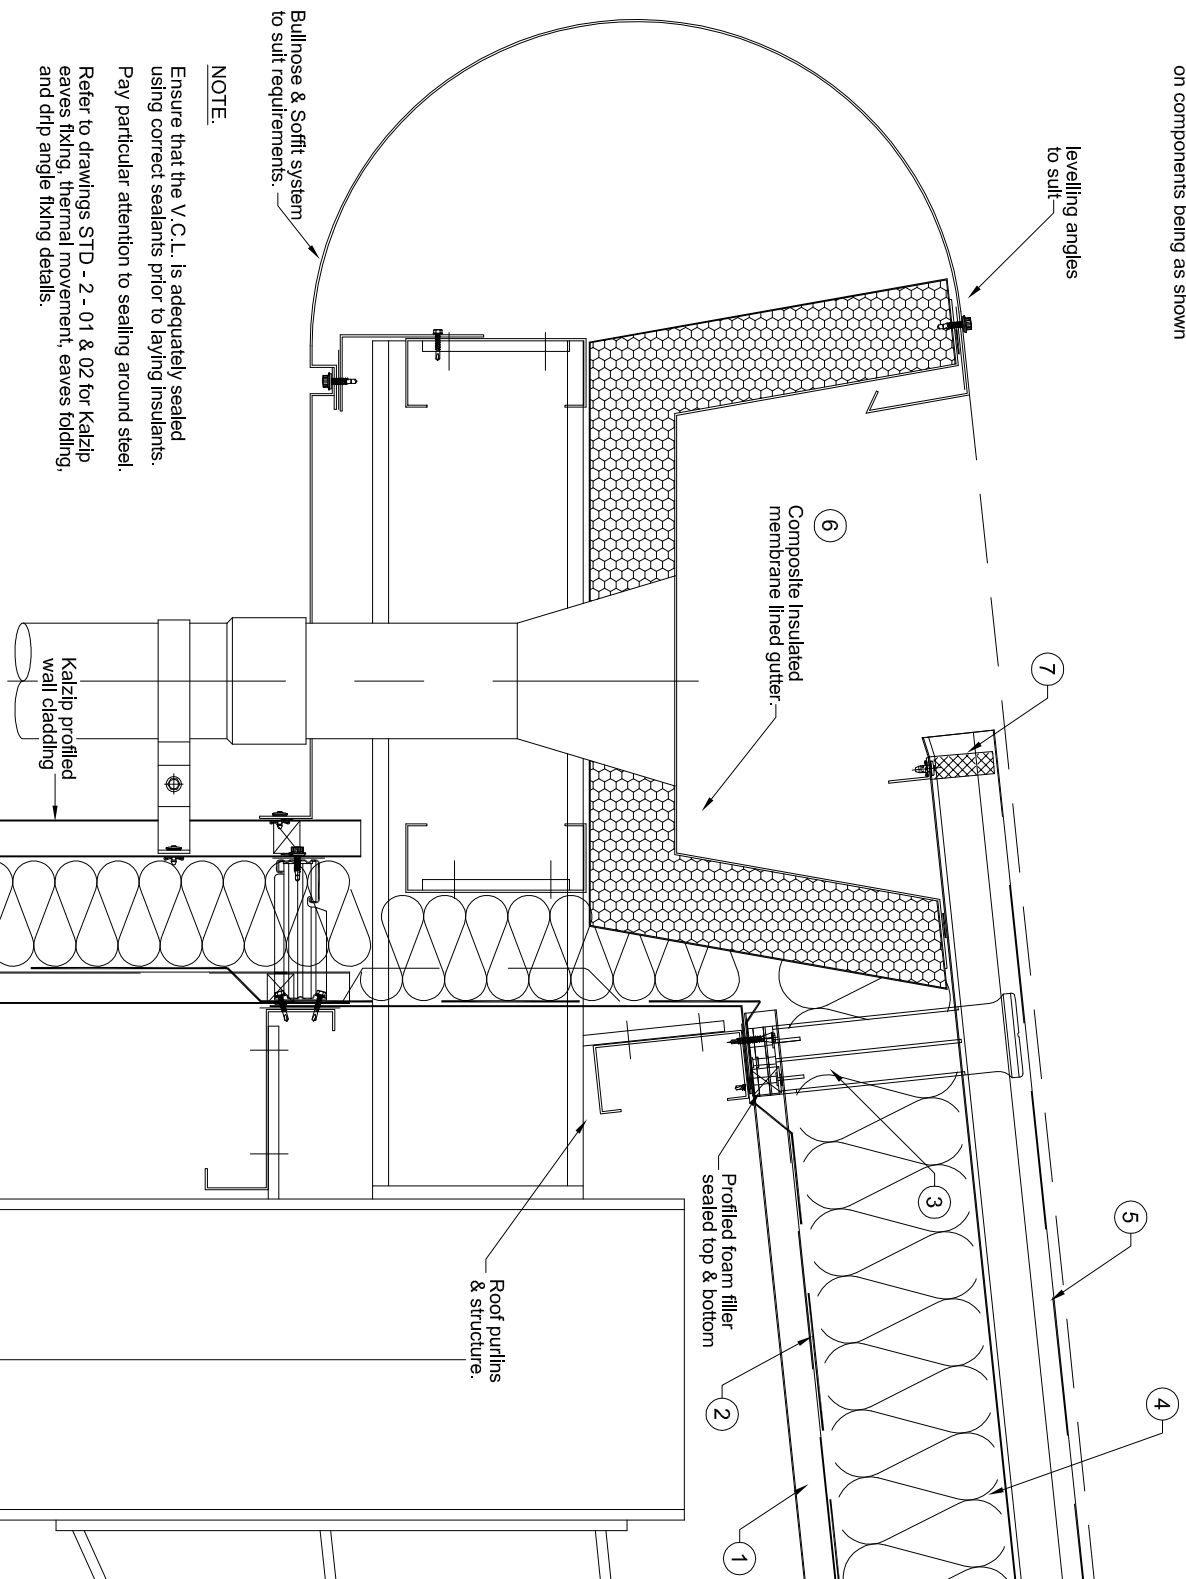 on components being as shown
levelling angles
to suit
7
5
4
6
Composite Insulated
membrane lined gutter.
3
Profiled foam filler
sealed top & bottom
2
1
Roof purlins
& structure.
Bullnose & Soffit system
to suit requirements.
NOTE.
Ensure that the V.C.L. is adequately sealed
using correct sealants prior to laying insulants.
Pay particular attention to sealing around steel.
Refer to drawings STD - 2 - 01 & 02 for Kalzip
eaves fixing, thermal movement, eaves folding,
and drip angle fixing details.
Kalzip profiled
wall cladding